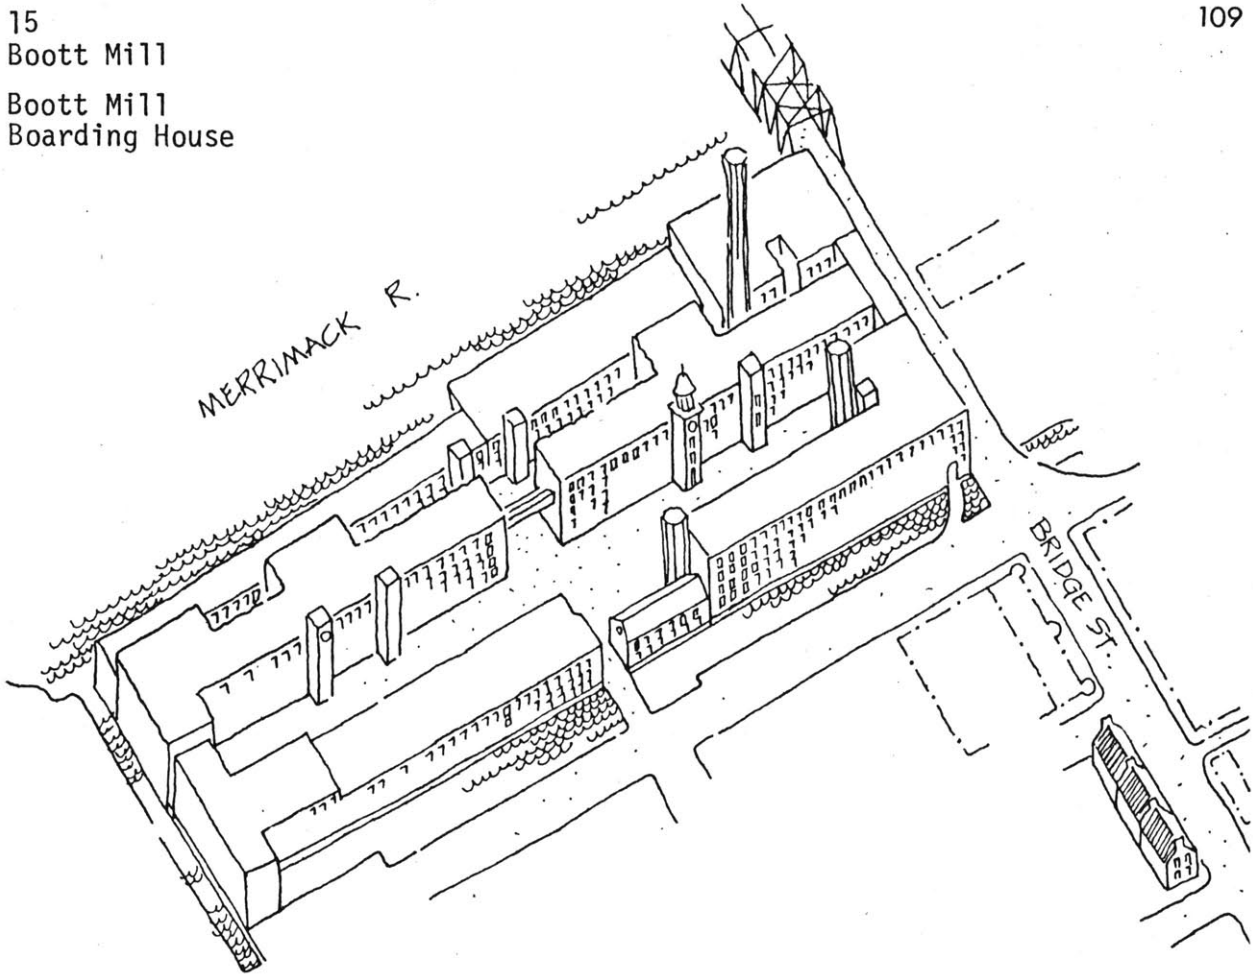 15
Boott Mill
Boott Mill
Boarding House
109
MERRIMACK R.
BRIDGE ST.